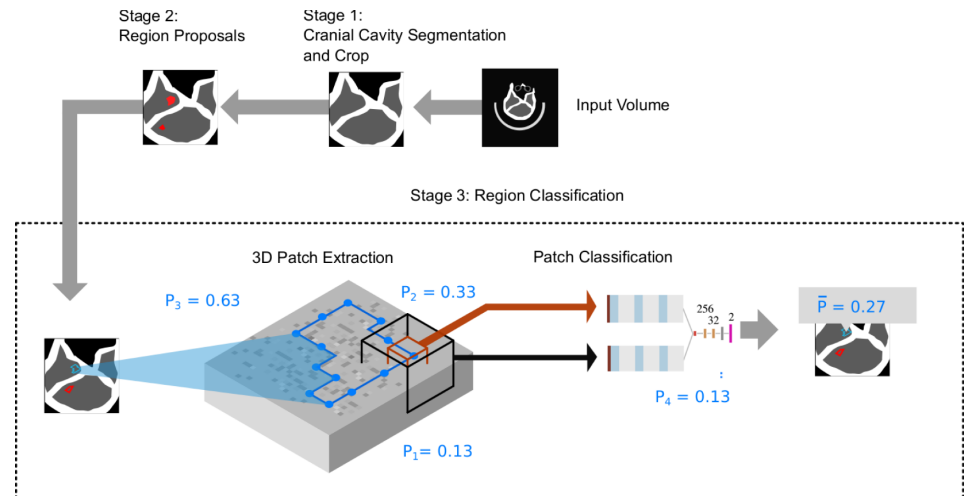 Stage 2:
Region Proposals
Stage 1:
Cranial Cavity Segmentation
and Crop
Input Volume
Stage 3: Region Classification
3D Patch Extraction
Patch Classification
P3 = 0.63
P2 = 0.33
256
32
2
P̄ = 0.27
:
P4 = 0.13
P1= 0.13